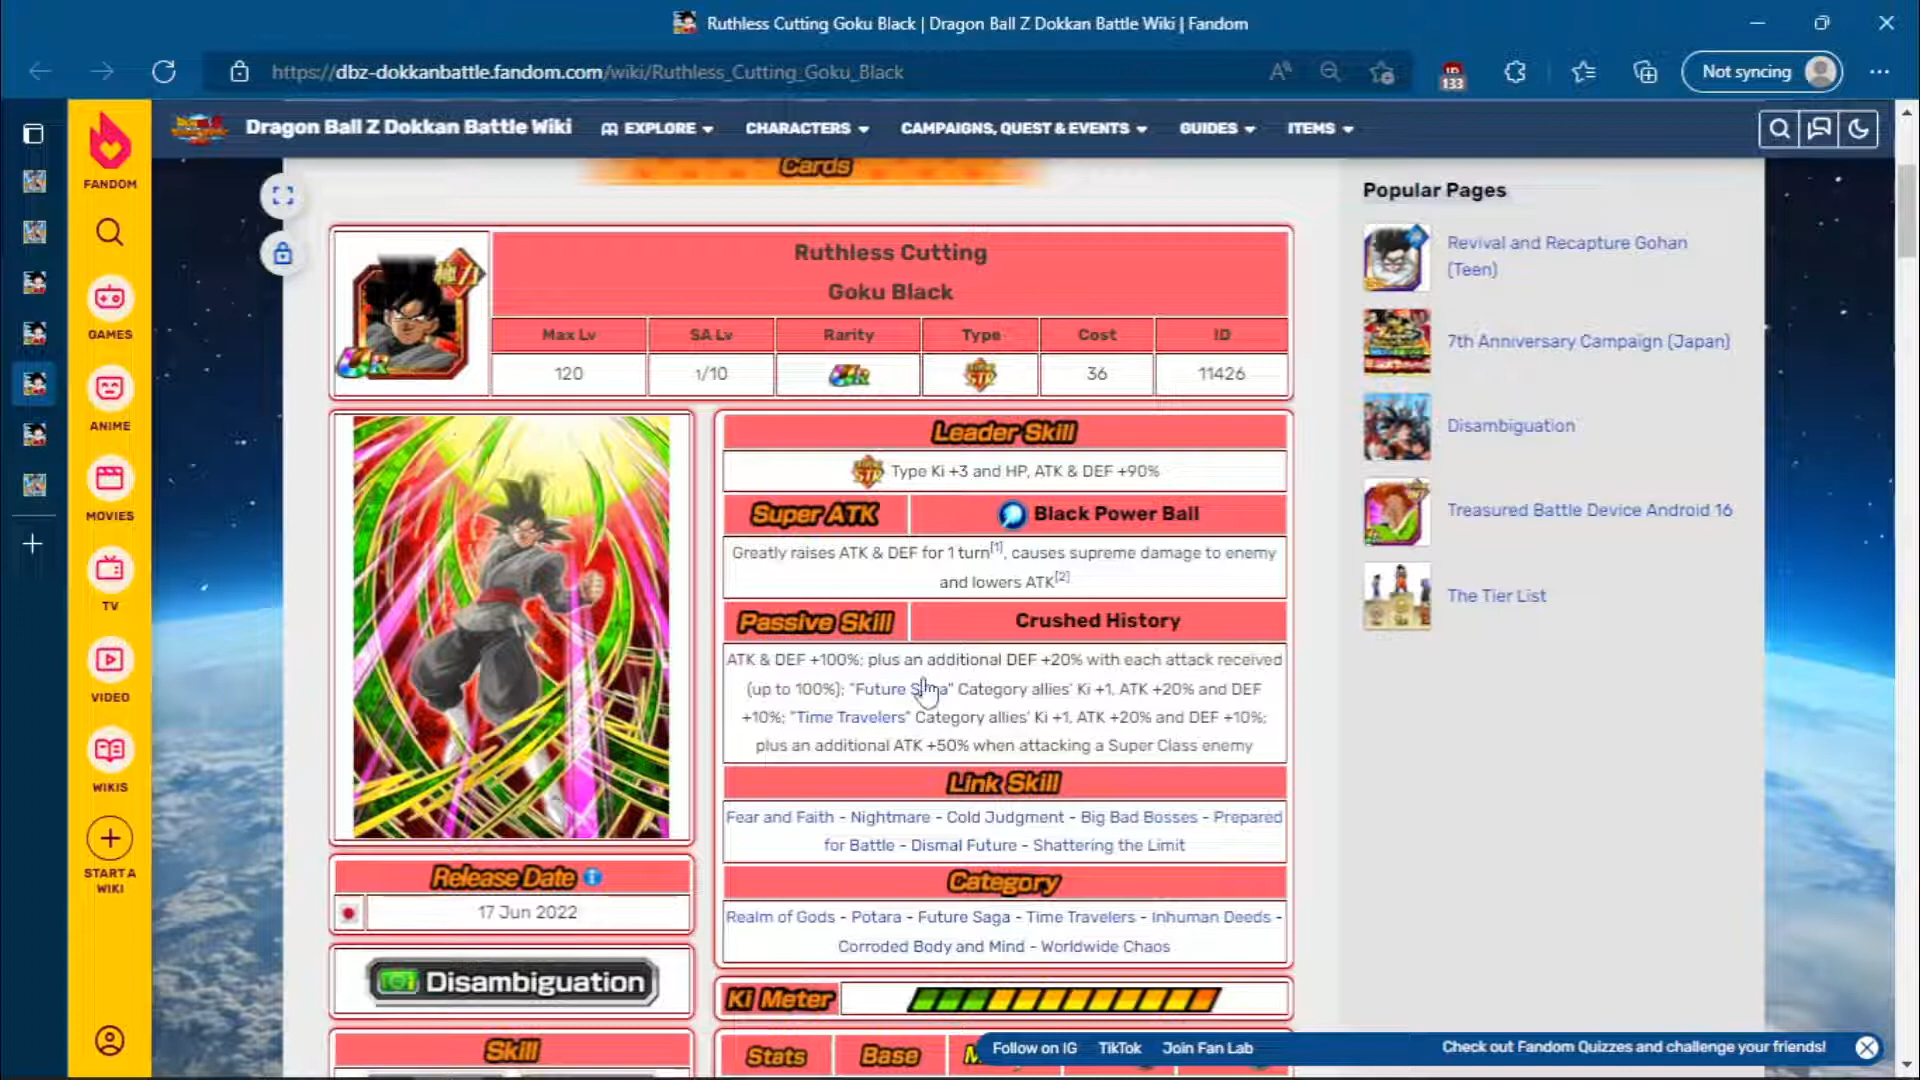 Ruthless Cutting Goku Black | Dragon Ball Z Dokkan Battle Wiki | Fandom
https://dbz-dokkanbattle.fandom.com/wiki/Ruthless_Cutting_Goku_Black
133
Not syncing
FANDOM
GAMES
ANIME
MOVIES
TV
VIDEO
WIKIS
START A
WIKI
Dragon Ball Z Dokkan Battle Wiki
EXPLORE
CHARACTERS
CAMPAIGNS, QUEST & EVENTS
GUIDES
ITEMS
Cards
Ruthless Cutting
Goku Black
Max Lv
SA Lv
Rarity
Type
Cost
ID
120
1/10
UR
STR
36
11426
Leader Skill
Type Ki +3 and HP, ATK & DEF +90%
Super ATK
Black Power Ball
Greatly raises ATK & DEF for 1 turn[1], causes supreme damage to enemy
and lowers ATK[2]
Passive Skill
Crushed History
ATK & DEF +100%; plus an additional DEF +20% with each attack received
(up to 100%); "Future Saga" Category allies' Ki +1, ATK +20% and DEF
+10%; "Time Travelers" Category allies' Ki +1, ATK +20% and DEF +10%;
plus an additional ATK +50% when attacking a Super Class enemy
Link Skill
Fear and Faith - Nightmare - Cold Judgment - Big Bad Bosses - Prepared
for Battle - Dismal Future - Shattering the Limit
Category
Realm of Gods - Potara - Future Saga - Time Travelers - Inhuman Deeds -
Corroded Body and Mind - Worldwide Chaos
Ki Meter
Stats
Base
Release Date
17 Jun 2022
Disambiguation
Skill
Popular Pages
Revival and Recapture Gohan
(Teen)
7th Anniversary Campaign (Japan)
Disambiguation
Treasured Battle Device Android 16
The Tier List
Follow on IG
TikTok
Join Fan Lab
Check out Fandom Quizzes and challenge your friends!